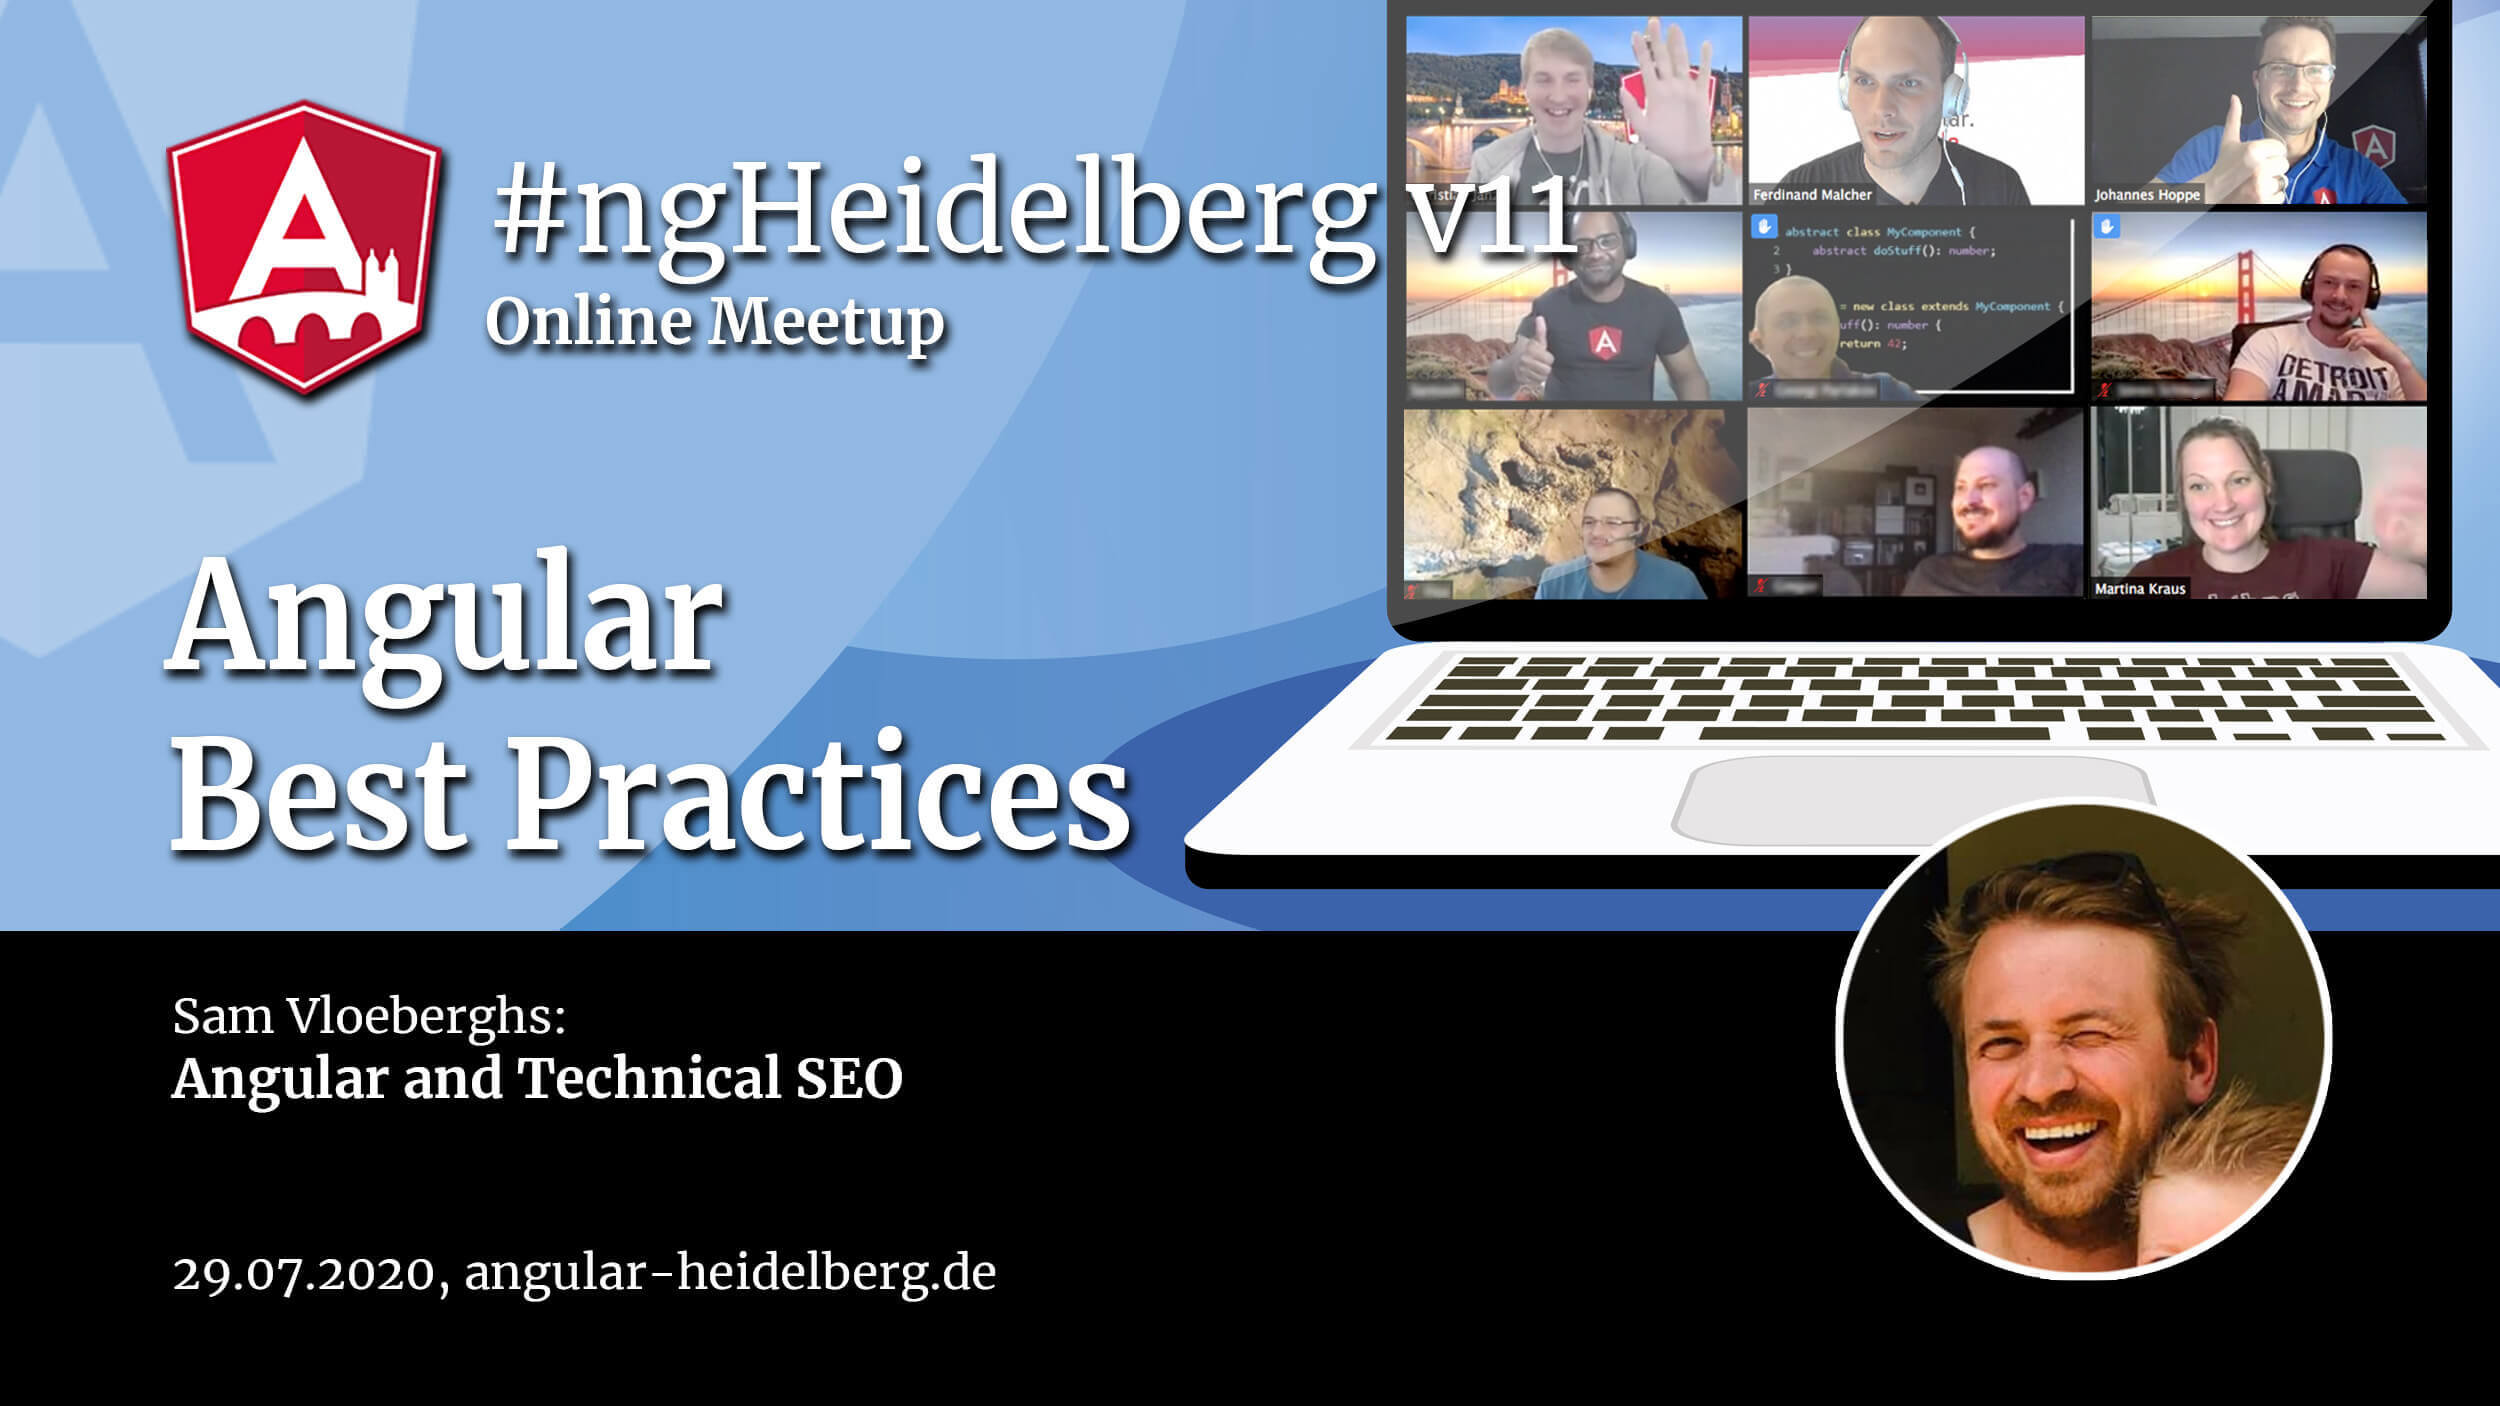 #ngHeidelberg v11
Online Meetup
Angular
Best Practices
Ferdinand Malcher
Johannes Hoppe
abstract class MyComponent {
2 abstract doStuff(): number;
3 }
= new class extends MyComponent {
uff(): number {
return 42;
DETROIT
Martina Kraus
Sam Vloeberghs:
Angular and Technical SEO
29.07.2020, angular-heidelberg.de